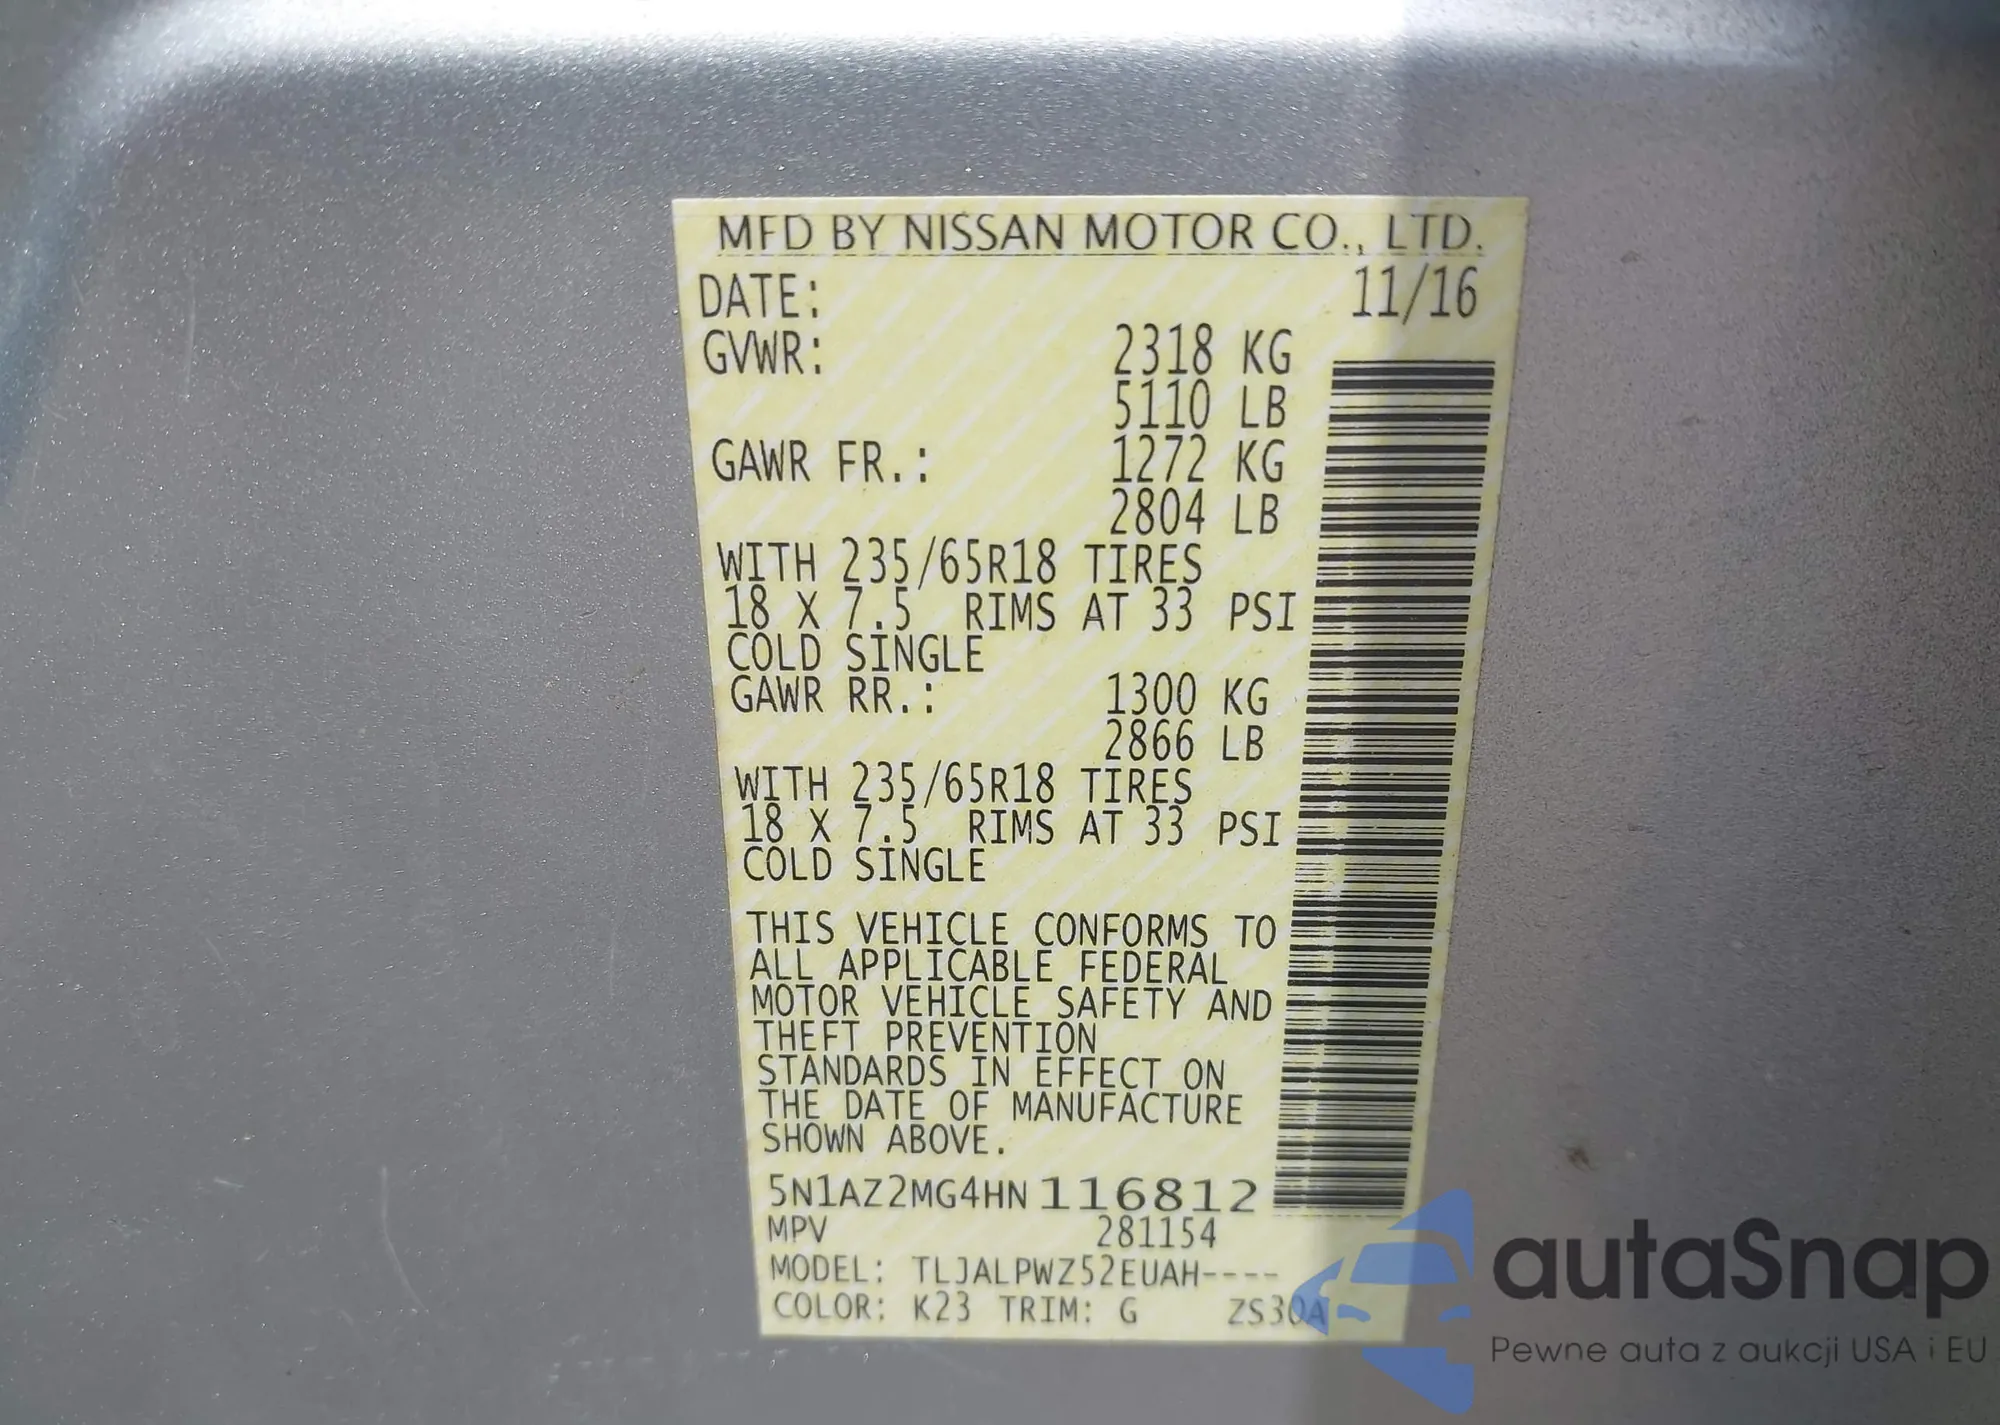 MFD BY NISSAN MOTOR CO., LTD.
DATE: 11/16
GVWR: 2318 KG
5110 LB
GAWR FR.: 1272 KG
2804 LB
WITH 235/65R18 TIRES
18 X 7.5 RIMS AT 33 PSI
COLD SINGLE
GAWR RR.: 1300 KG
2866 LB
WITH 235/65R18 TIRES
18 X 7.5 RIMS AT 33 PSI
COLD SINGLE
THIS VEHICLE CONFORMS TO
ALL APPLICABLE FEDERAL
MOTOR VEHICLE SAFETY AND
THEFT PREVENTION
STANDARDS IN EFFECT ON
THE DATE OF MANUFACTURE
SHOWN ABOVE.
5N1AZ2MG4HN116812
MPV 281154
MODEL: TLJALPWZ52EUAH----
COLOR: K23 TRIM: G ZS30A
autaSnap
Pewne auta z aukcji USA i EU